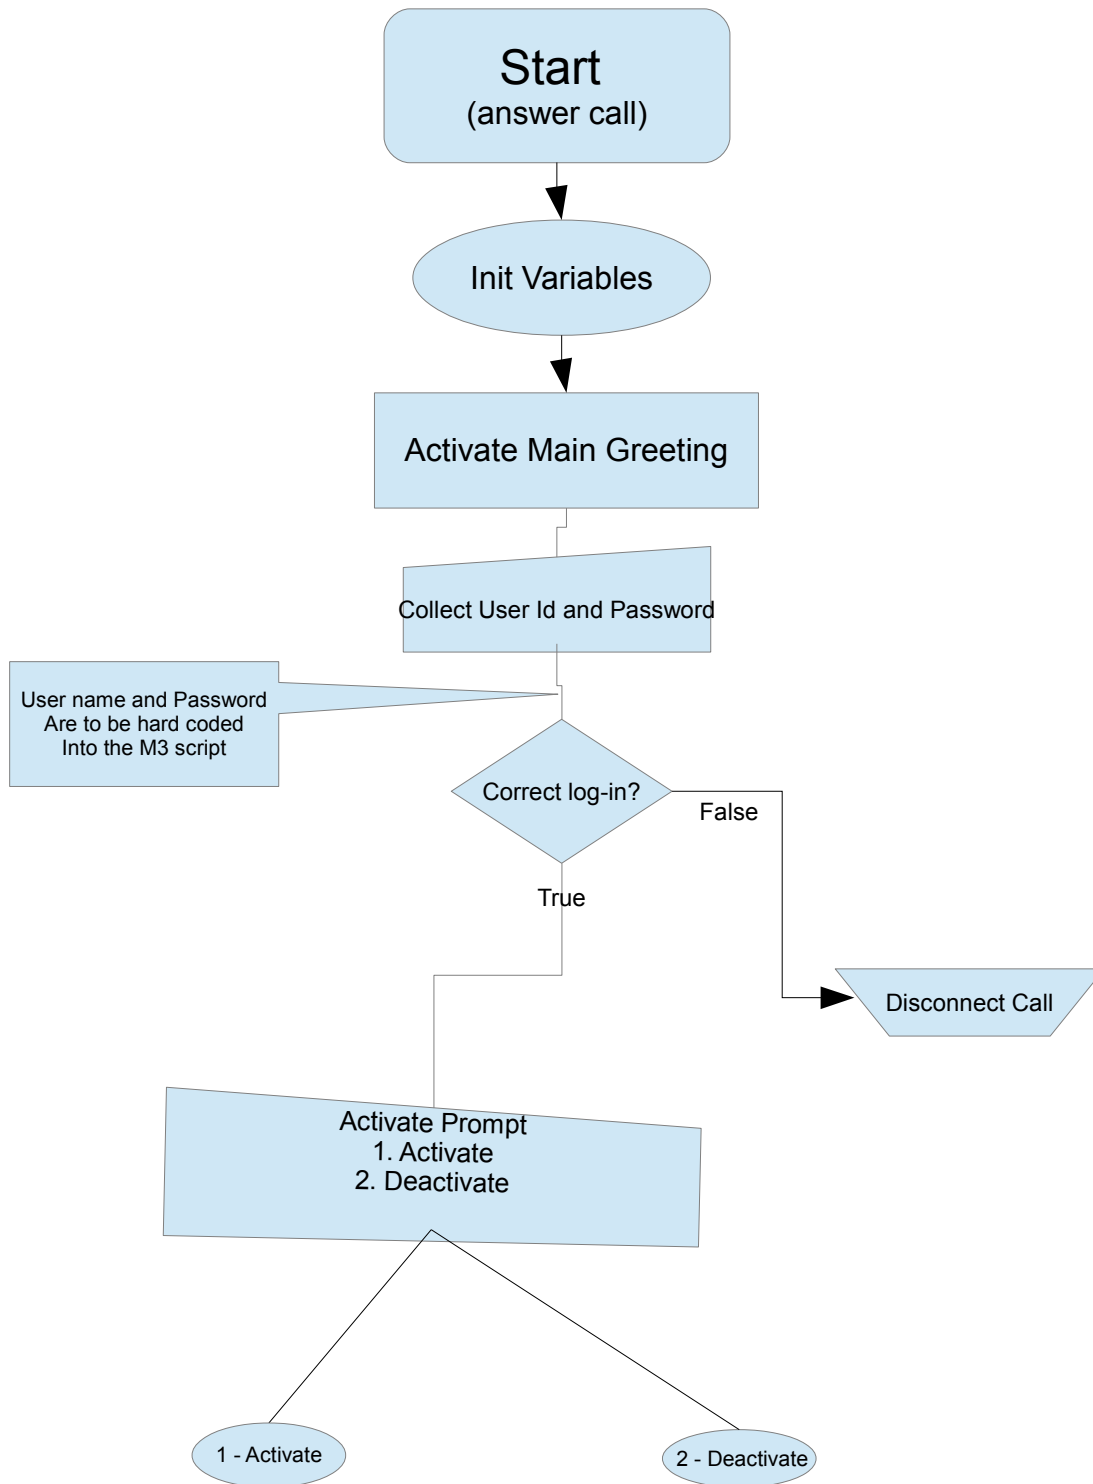 Start
(answer call)
Init Variables
Activate Main Greeting
Collect User Id and Password
User name and Password
Are to be hard coded
Into the M3 script
Correct log-in?
False
True
Disconnect Call
Activate Prompt
1. Activate
2. Deactivate
1 - Activate
2 - Deactivate